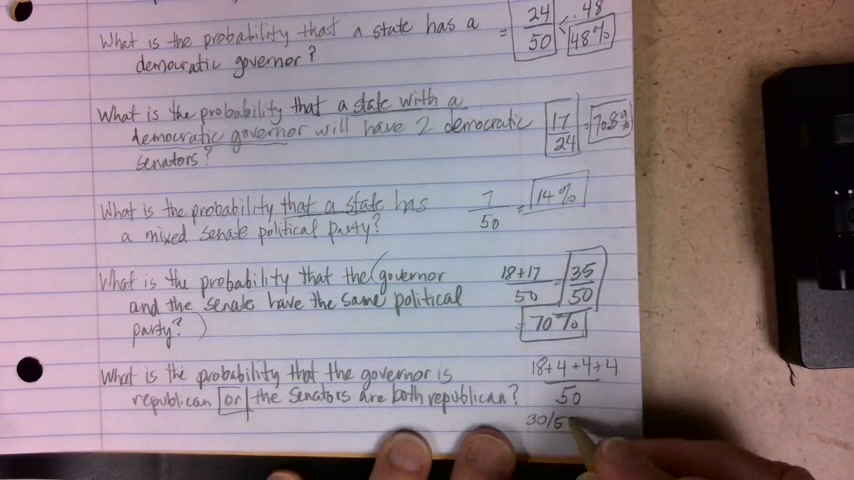 What is the probability that a state has a
democratic governor?
= 24/50 < .48
48%
What is the probability that a state with a
democratic governor will have 2 democratic
senators?
17/24 = 70.8%
What is the probability that a state has
a mixed senate political party?
7/50 = 14%
What is the probability that the (governor
and the senate have the same political
party?)
18+17/50 = 35/50
= 70%
What is the probability that the governor is
republican or the senators are both republican?
18+4+4+4/50
30/5